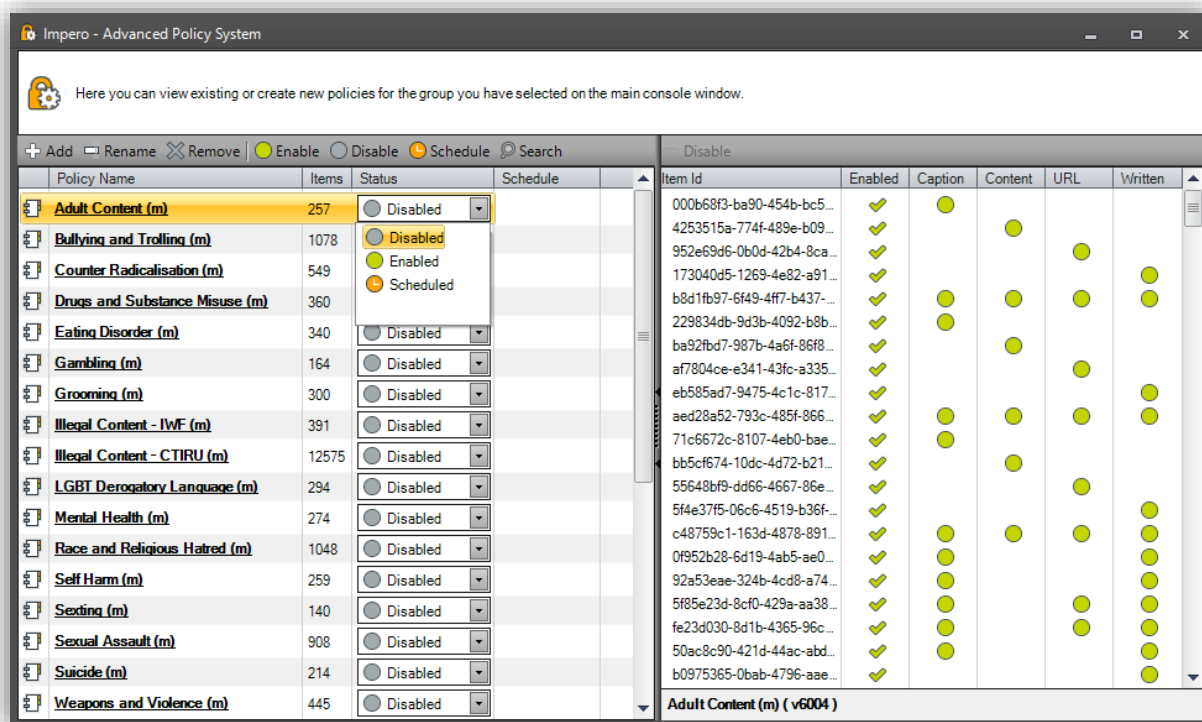 Impero - Advanced Policy System
Here you can view existing or create new policies for the group you have selected on the main console window.
Add Rename Remove Enable Disable Schedule Search
Policy Name Items Status Schedule
Adult Content (m) 257 Disabled
Bullying and Trolling (m) 1078
Counter Radicalisation (m) 549
Drugs and Substance Misuse (m) 360
Disabled
Enabled
Scheduled
Eating Disorder (m) 340 Disabled
Gambling (m) 164 Disabled
Grooming (m) 300 Disabled
Illegal Content - IWF (m) 391 Disabled
Illegal Content - CTIRU (m) 12575 Disabled
LGBT Derogatory Language (m) 294 Disabled
Mental Health (m) 274 Disabled
Race and Religious Hatred (m) 1048 Disabled
Self Harm (m) 259 Disabled
Sexting (m) 140 Disabled
Sexual Assault (m) 908 Disabled
Suicide (m) 214 Disabled
Weapons and Violence (m) 445 Disabled
Disable
Item Id Enabled Caption Content URL Written
000b68f3-ba90-454b-bc5...
4253515a-774f-489e-b09...
952e69d6-0b0d-42b4-8ca...
173040d5-1269-4e82-a91...
b8d1fb97-6f49-4ff7-b437-...
229834db-9d3b-4092-b8b...
ba92fbd7-987b-4a6f-86f8...
af7804ce-e341-43fc-a335...
eb585ad7-9475-4c1c-817...
aed28a52-793c-485f-866...
71c6672c-8107-4eb0-bae...
bb5cf674-10dc-4d72-b21...
55648bf9-dd66-4667-86e...
5f4e37f5-06c6-4519-b36f-...
c48759c1-163d-4878-891...
0f952b28-6d19-4ab5-ae0...
92a53eae-324b-4cd8-a74...
5f85e23d-8cf0-429a-aa38...
fe23d030-8d1b-4365-96c...
50ac8c90-421d-44ac-abd...
b0975365-0bab-4796-aae...
Adult Content (m) ( v6004 )